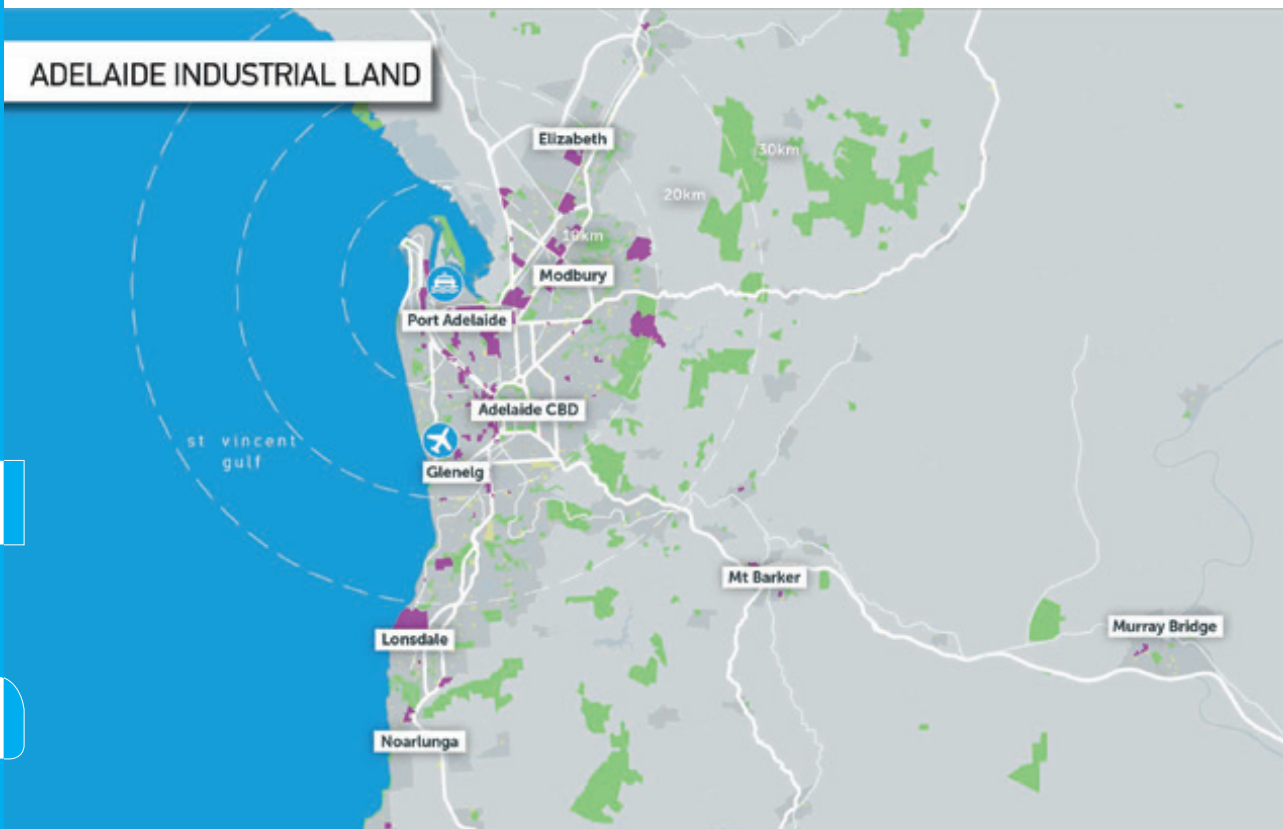 ADELAIDE INDUSTRIAL LAND
Elizabeth
30km
20km
10km
Modbury
Port Adelaide
Adelaide CBD
st vincent
gulf
Glenelg
Mt Barker
Murray Bridge
Lonsdale
Noarlunga